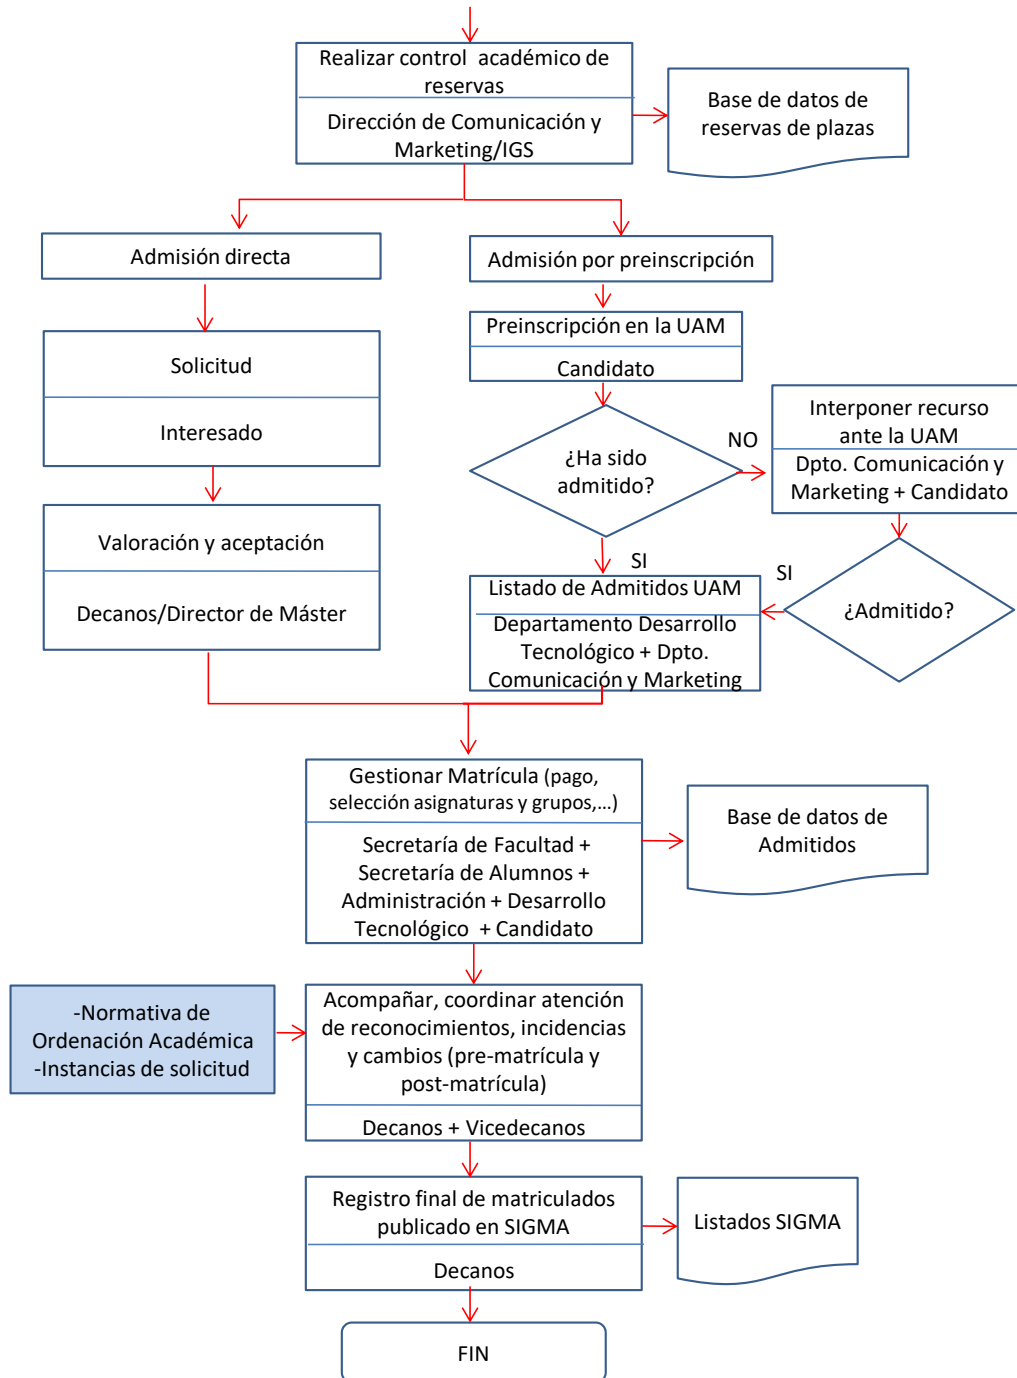 Realizar control académico de
reservas
Dirección de Comunicación y
Marketing/IGS
Base de datos de
reservas de plazas
Admisión directa
Admisión por preinscripción
Solicitud
Interesado
Preinscripción en la UAM
Candidato
¿Ha sido
admitido?
NO
Interponer recurso
ante la UAM
Dpto. Comunicación y
Marketing + Candidato
Valoración y aceptación
Decanos/Director de Máster
SI
SI
¿Admitido?
Listado de Admitidos UAM
Departamento Desarrollo
Tecnológico + Dpto.
Comunicación y Marketing
Gestionar Matrícula (pago,
selección asignaturas y grupos,...)
Secretaría de Facultad +
Secretaría de Alumnos +
Administración + Desarrollo
Tecnológico + Candidato
Base de datos de
Admitidos
-Normativa de
Ordenación Académica
-Instancias de solicitud
Acompañar, coordinar atención
de reconocimientos, incidencias
y cambios (pre-matrícula y
post-matrícula)
Decanos + Vicedecanos
Registro final de matriculados
publicado en SIGMA
Decanos
Listados SIGMA
FIN